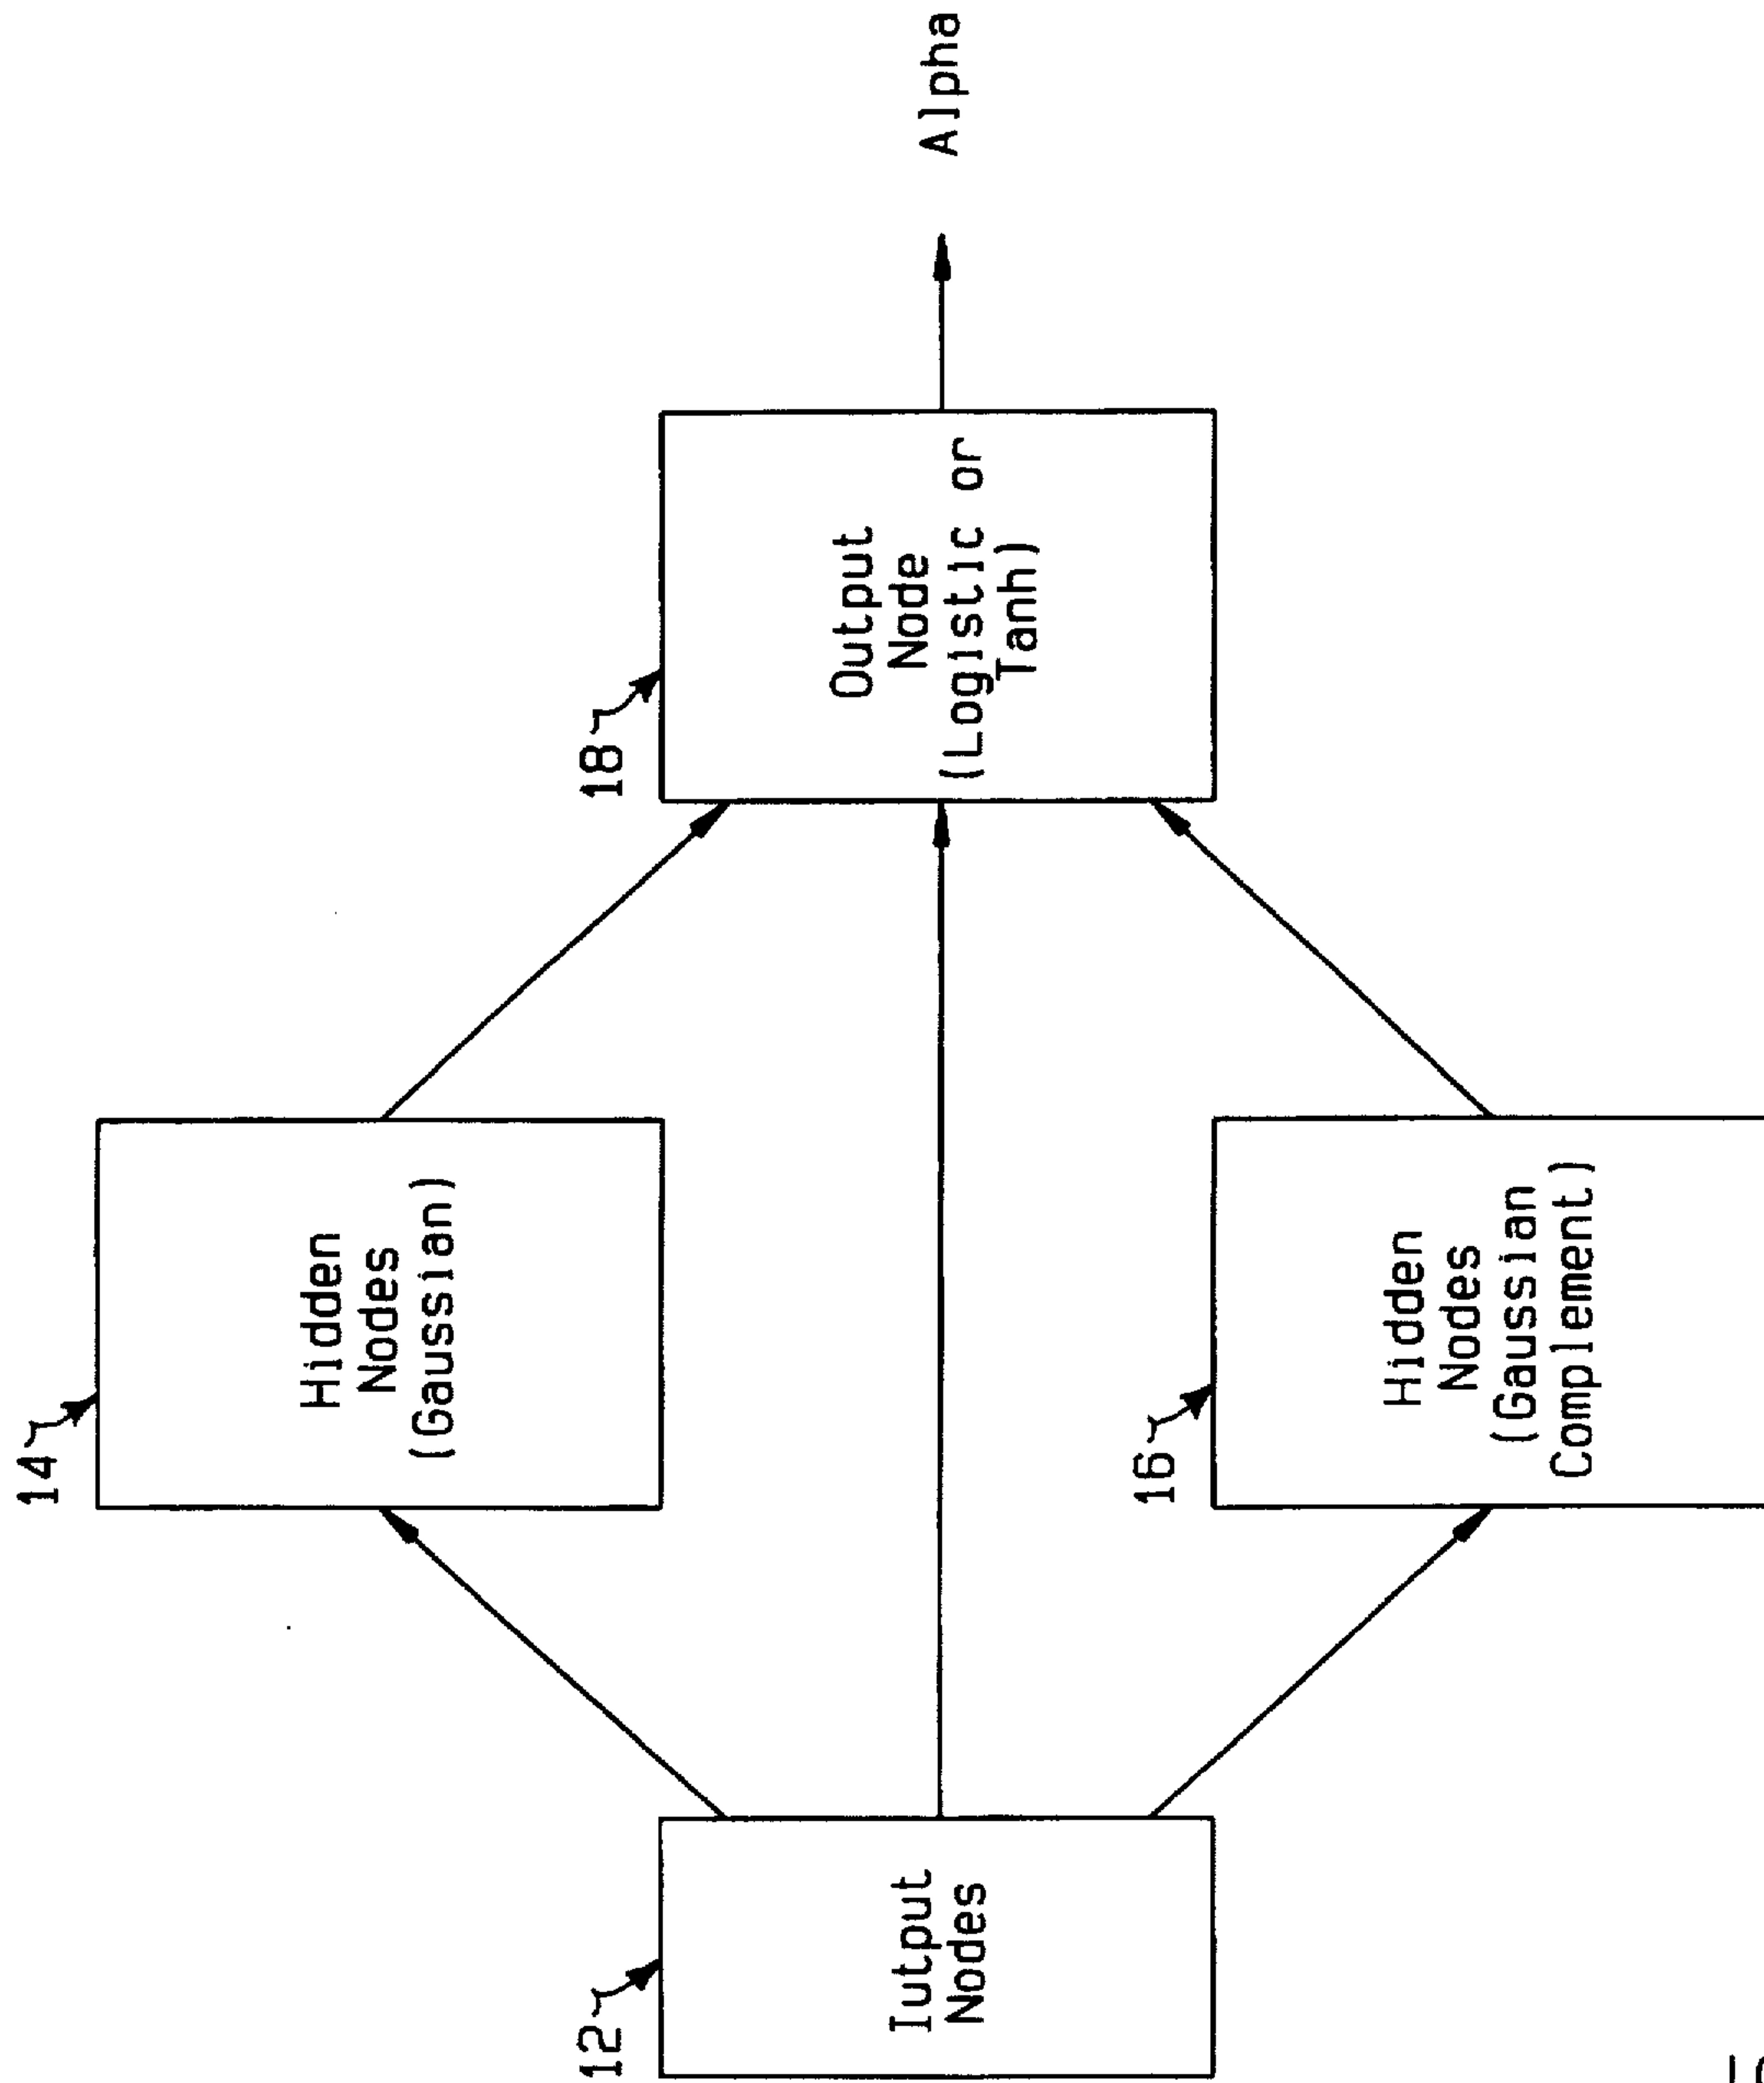 14
Hidden
Nodes
(Gaussian)
12
Iutput
Nodes
18
Output
Node
(Logistic or
Tanh)
Alpha
16
Hidden
Nodes
(Gaussian
Complement)